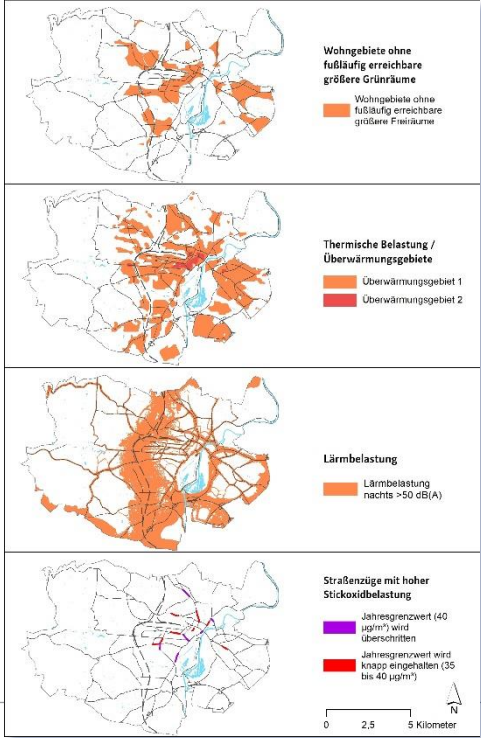 Wohngebiete ohne
fußläufig erreichbare
größere Grünräume
Wohngebiete ohne
fußläufig erreichbare
größere Freiräume
Thermische Belastung /
Überwärmungsgebiete
Überwärmungsgebiet 1
Überwärmungsgebiet 2
Lärmbelastung
Lärmbelastung
nachts >50 dB(A)
Straßenzüge mit hoher
Stickoxidbelastung
Jahresgrenzwert (40
µg/m³) wird
überschritten
Jahresgrenzwert wird
knapp eingehalten (35
bis 40 µg/m³)
N
0 2,5 5 Kilometer